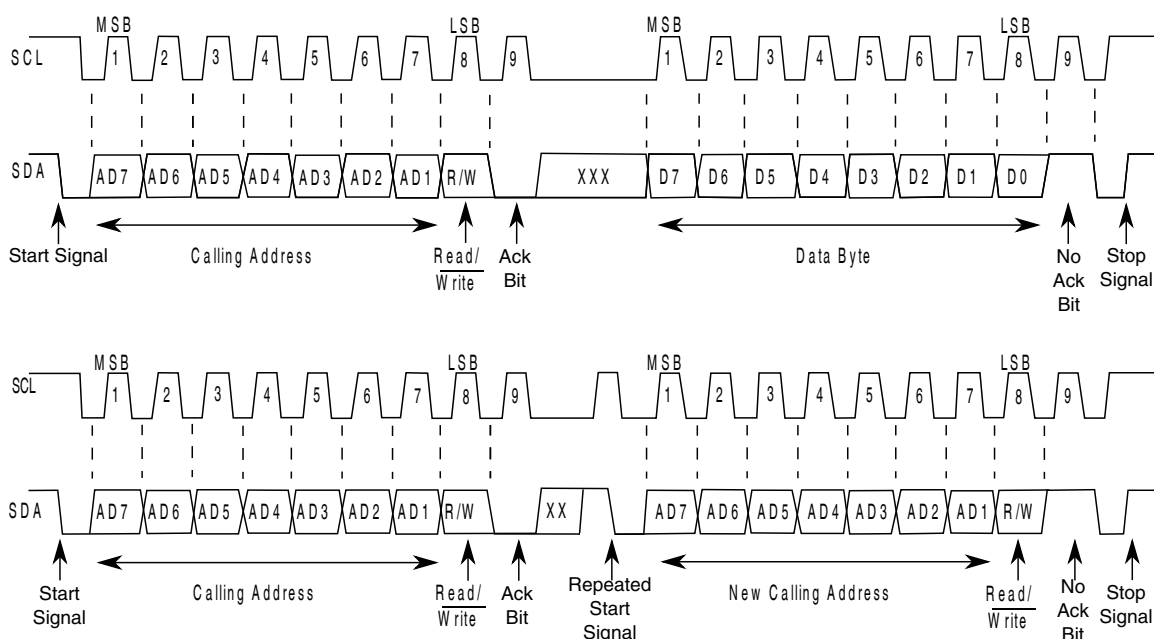 MSB LSB MSB LSB
SCL 1 2 3 4 5 6 7 8 9 1 2 3 4 5 6 7 8 9
SDA AD7 AD6 AD5 AD4 AD3 AD2 AD1 R/W XXX D7 D6 D5 D4 D3 D2 D1 D0
Start Signal Calling Address Read/ Ack Data Byte No Stop
Write Bit Ack Signal
Bit
MSB LSB MSB LSB
SCL 1 2 3 4 5 6 7 8 9 1 2 3 4 5 6 7 8 9
SDA AD7 AD6 AD5 AD4 AD3 AD2 AD1 R/W XX AD7 AD6 AD5 AD4 AD3 AD2 AD1 R/W
Start Calling Address Read/ Ack Repeated New Calling Address Read/ No Stop
Signal Write Bit Start Write Ack Signal
Signal Bit